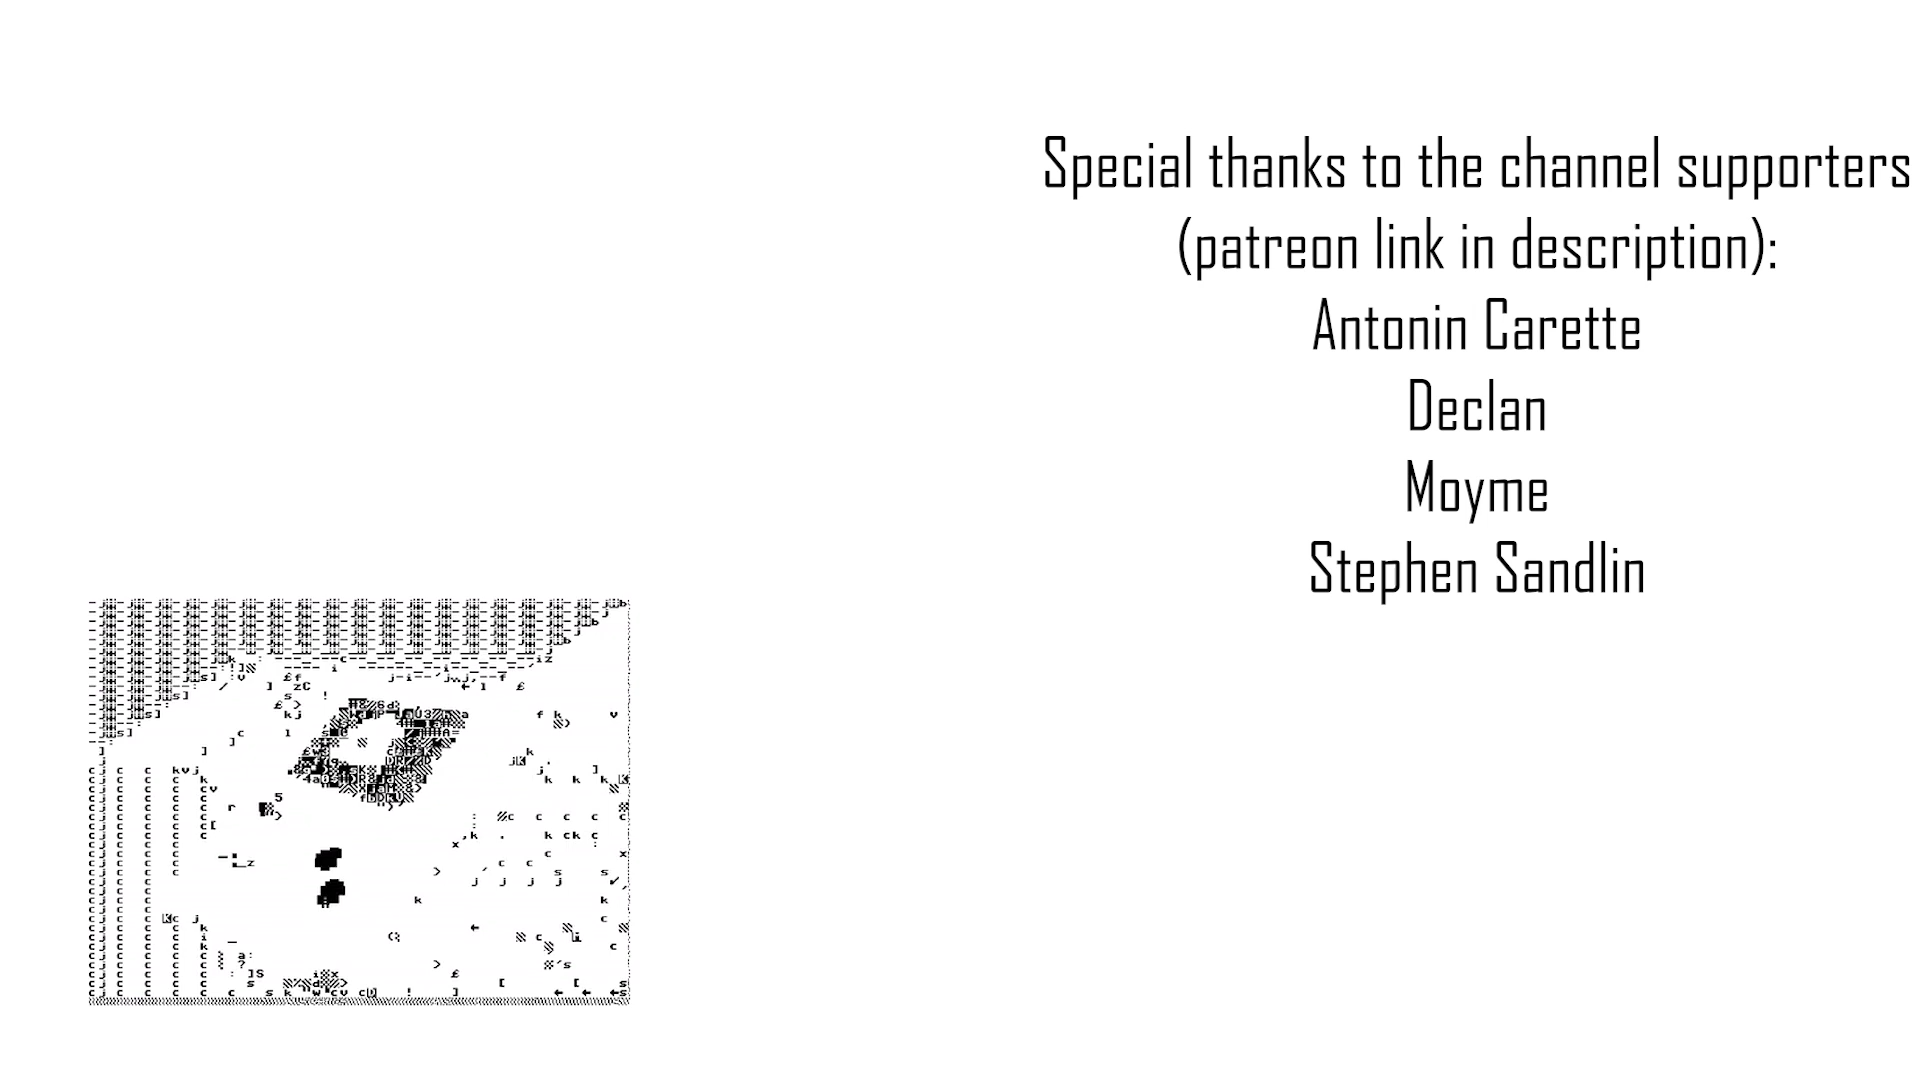 Special thanks to the channel supporters
(patreon link in description):
Antonin Carette
Declan
Moyme
Stephen Sandlin